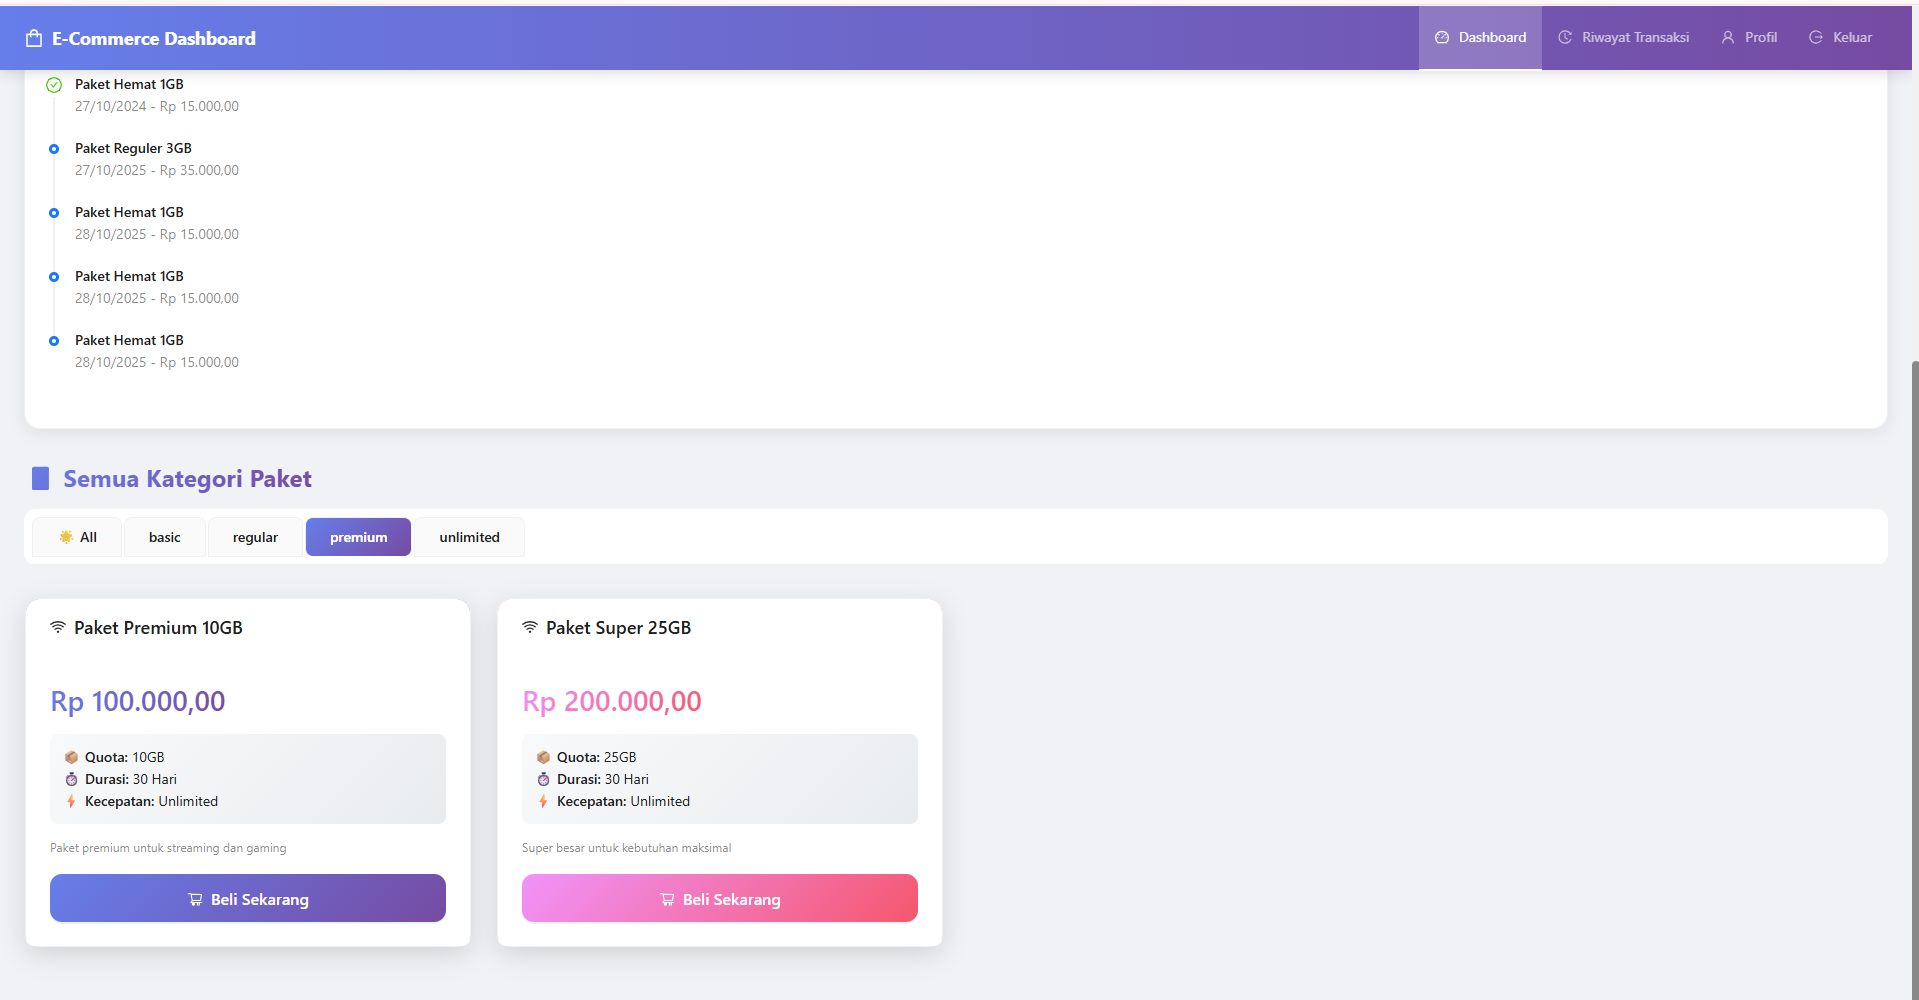 E-Commerce Dashboard
Dashboard
Riwayat Transaksi
Profil
Keluar
Paket Hemat 1GB
27/10/2024 - Rp 15.000,00
Paket Reguler 3GB
27/10/2025 - Rp 35.000,00
Paket Hemat 1GB
28/10/2025 - Rp 15.000,00
Paket Hemat 1GB
28/10/2025 - Rp 15.000,00
Paket Hemat 1GB
28/10/2025 - Rp 15.000,00
Semua Kategori Paket
All
basic
regular
premium
unlimited
Paket Premium 10GB
Rp 100.000,00
Quota: 10GB
Durasi: 30 Hari
Kecepatan: Unlimited
Paket premium untuk streaming dan gaming
Beli Sekarang
Paket Super 25GB
Rp 200.000,00
Quota: 25GB
Durasi: 30 Hari
Kecepatan: Unlimited
Super besar untuk kebutuhan maksimal
Beli Sekarang